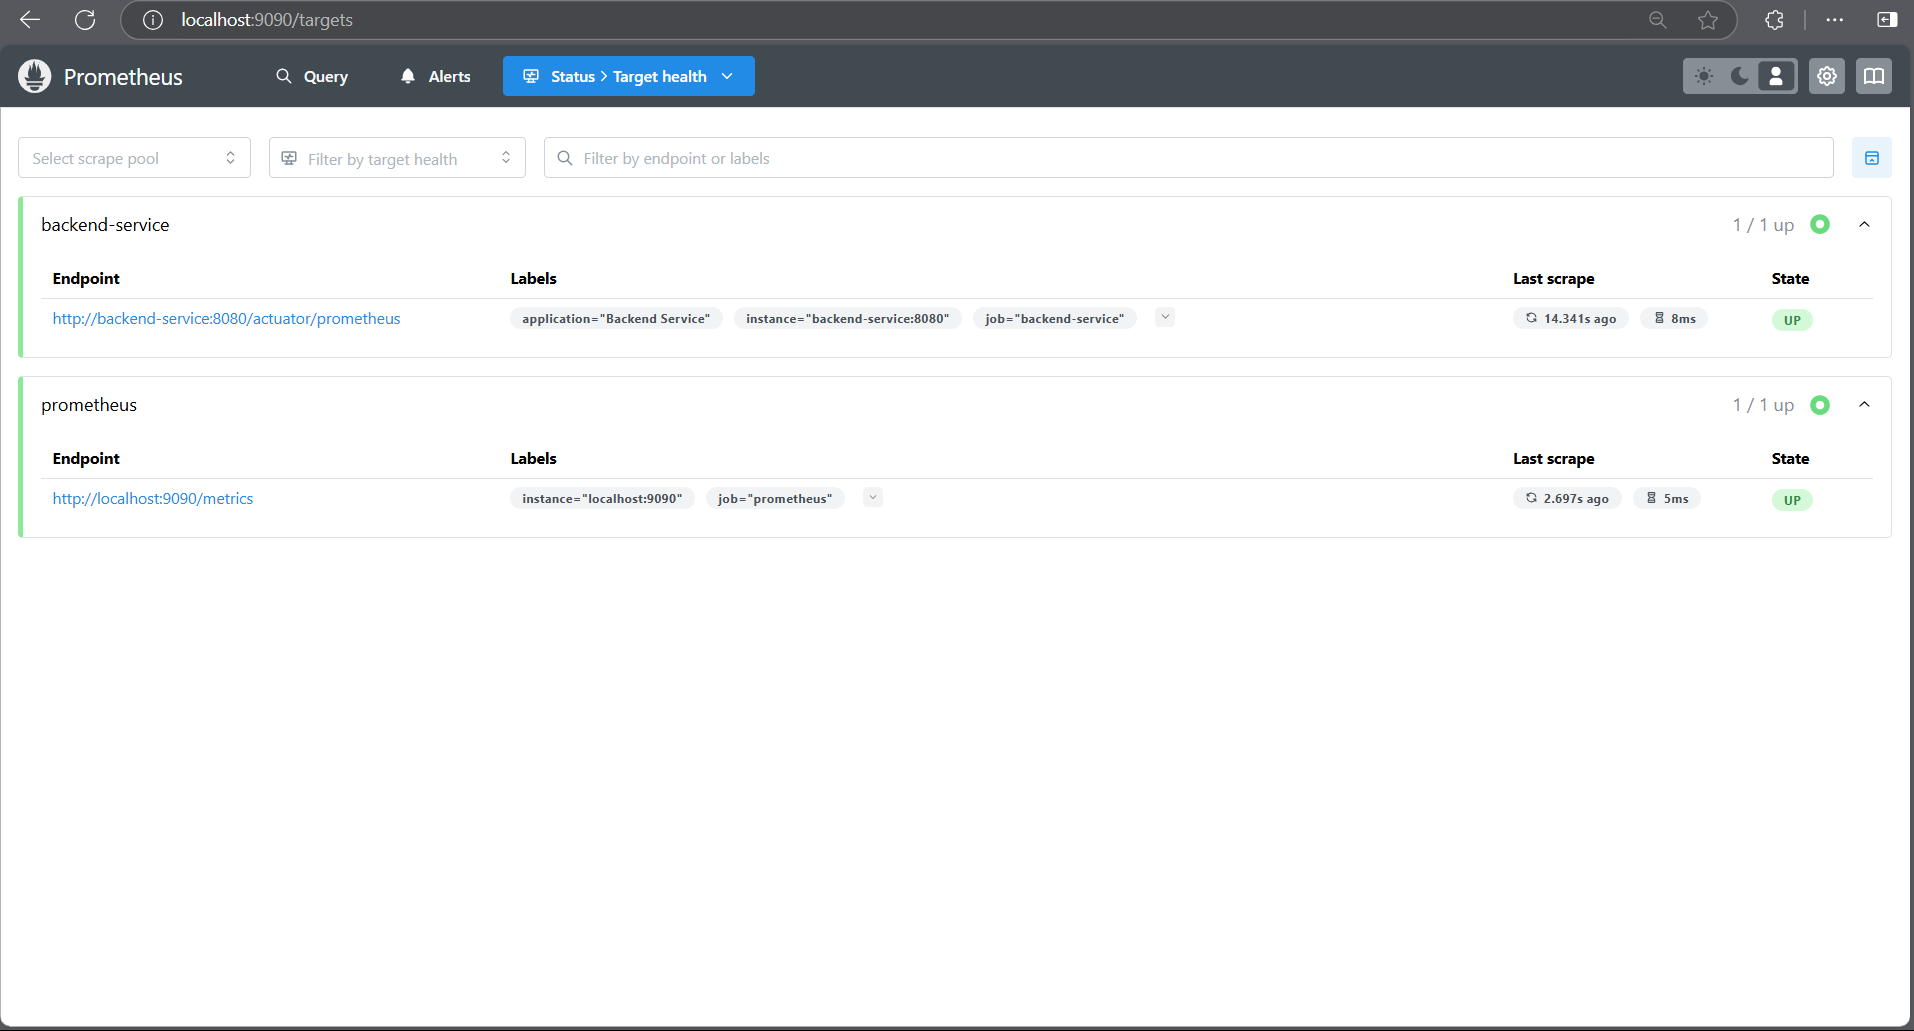 localhost:9090/targets
Prometheus Query Alerts Status > Target health
Select scrape pool Filter by target health Filter by endpoint or labels
backend-service 1 / 1 up
Endpoint Labels Last scrape State
http://backend-service:8080/actuator/prometheus application="Backend Service" instance="backend-service:8080" job="backend-service" 14.341s ago 8ms UP
prometheus 1 / 1 up
Endpoint Labels Last scrape State
http://localhost:9090/metrics instance="localhost:9090" job="prometheus" 2.697s ago 5ms UP